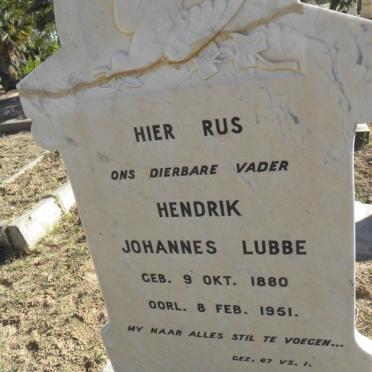 HIER RUS
ONS DIERBARE VADER
HENDRIK
JOHANNES LUBBE
GEB. 9 OKT. 1880
OORL. 8 FEB. 1951.
MY NAAR ALLES STIL TE VOEGEN...
GEZ. 67 VS. 1.